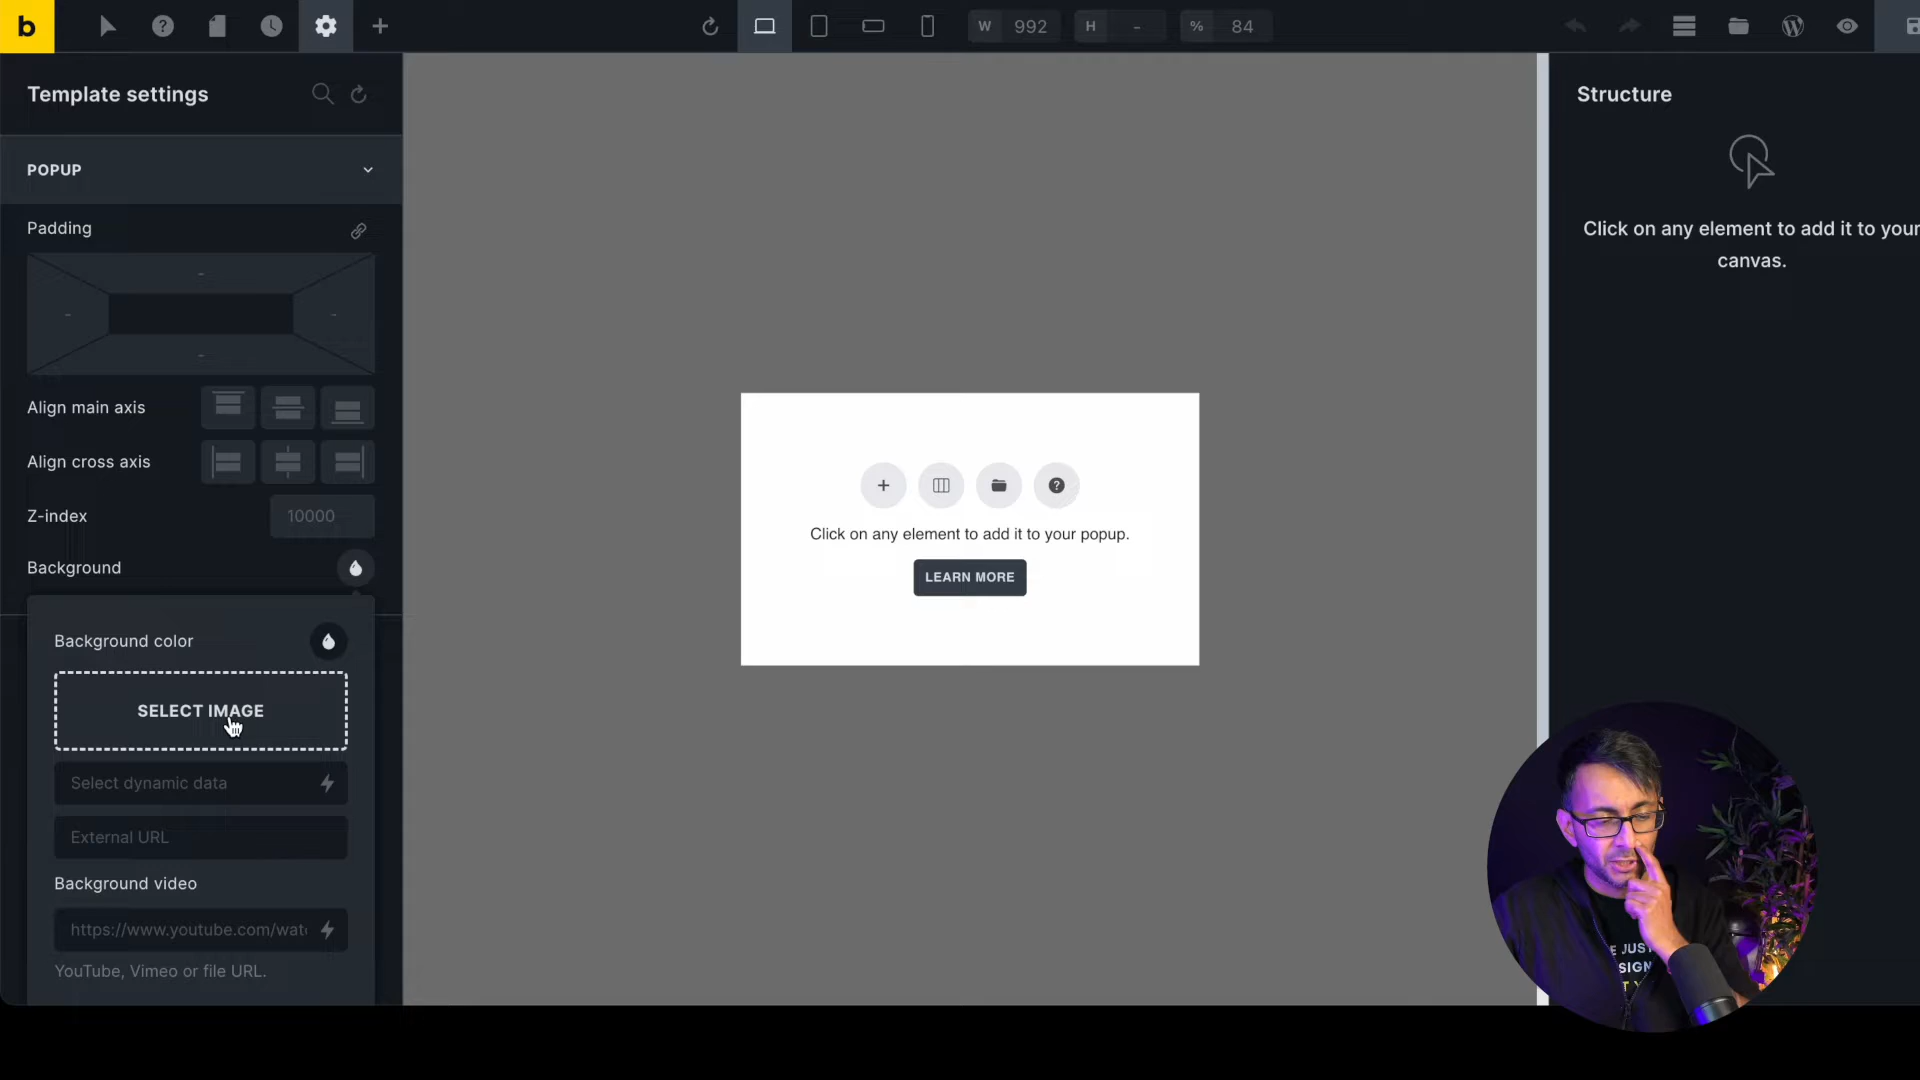 b
W 992 H - % 84
Template settings
Structure
POPUP
Padding
Click on any element to add it to your
canvas.
-
- -
-
Align main axis
Align cross axis
Z-index 10000
Background
Click on any element to add it to your popup.
LEARN MORE
Background color
SELECT IMAGE
Select dynamic data
External URL
Background video
https://www.youtube.com/wat
YouTube, Vimeo or file URL.
E JUS
SIGN